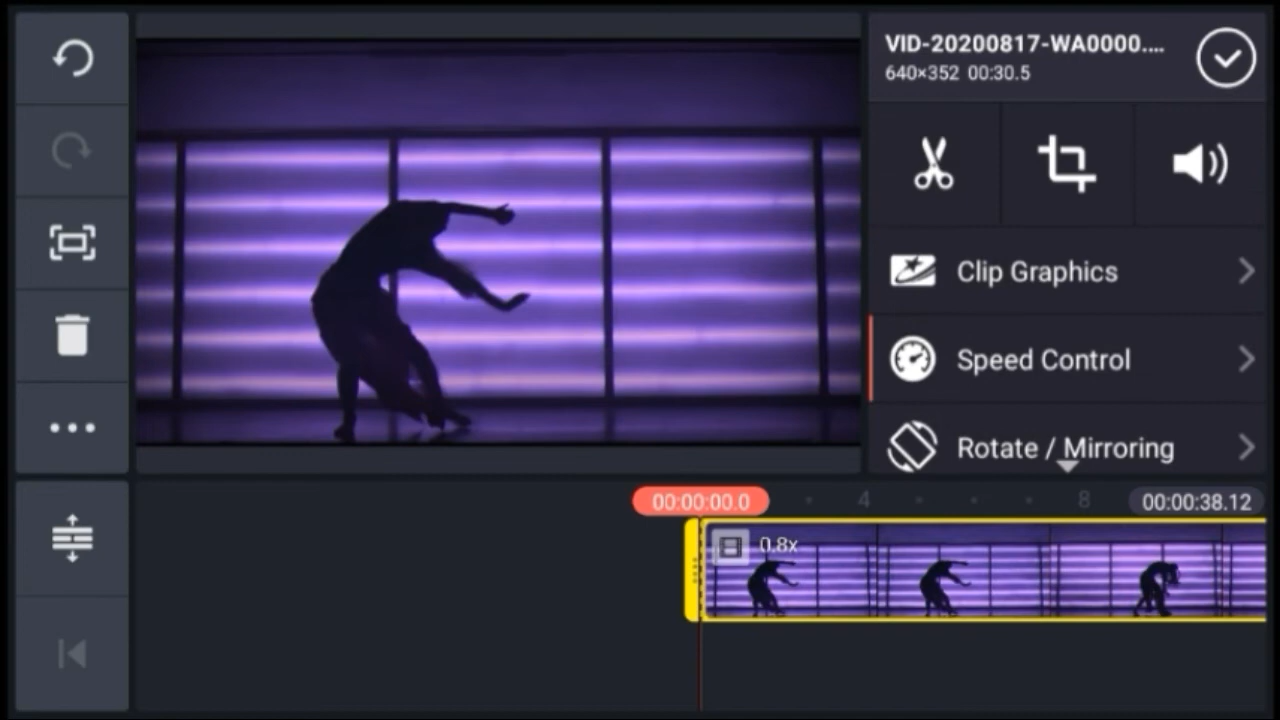 VID-20200817-WA0000....
640×352 00:30.5
Clip Graphics
Speed Control
Rotate / Mirroring
00:00:00.0
4
8
00:00:38.12
0.8x